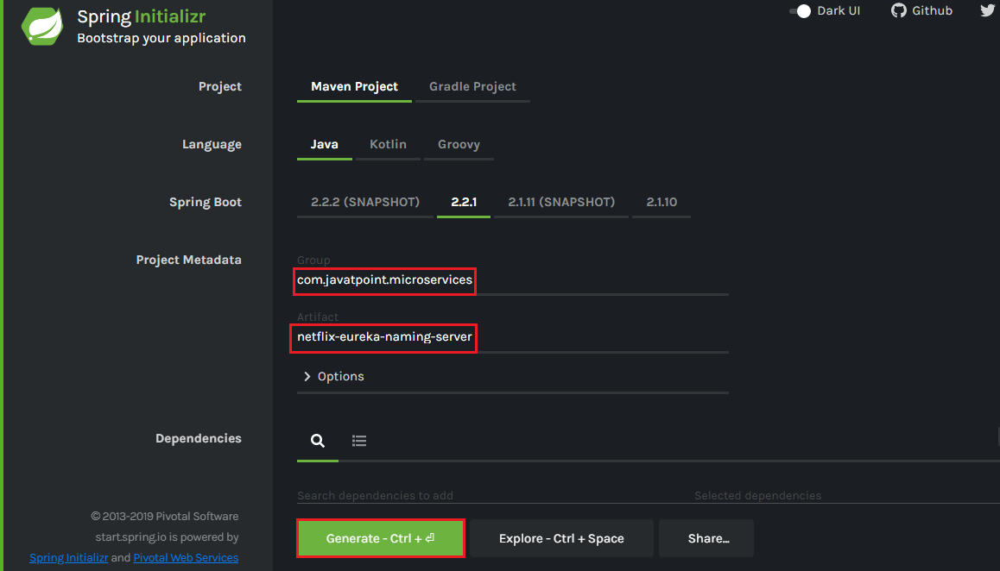 Spring Initializr
Bootstrap your application
Dark UI
Github
Project
Maven Project
Gradle Project
Language
Java
Kotlin
Groovy
Spring Boot
2.2.2 (SNAPSHOT)
2.2.1
2.1.11 (SNAPSHOT)
2.1.10
Project Metadata
Group
com.javatpoint.microservices
Artifact
netflix-eureka-naming-server
Options
Dependencies
Search dependencies to add
Selected dependencies
© 2013-2019 Pivotal Software
start.spring.io is powered by
Spring Initializr and Pivotal Web Services
Generate - Ctrl + ⏎
Explore - Ctrl + Space
Share...